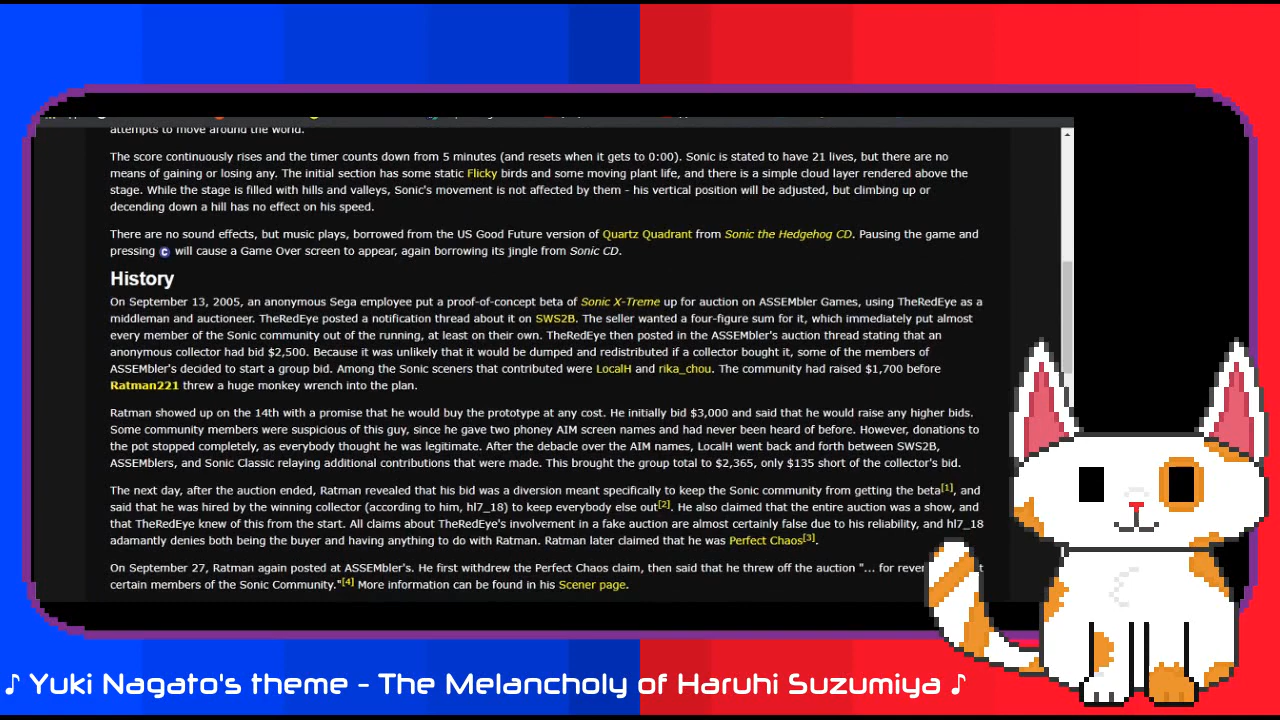 attempts to move around the world.
The score continuously rises and the timer counts down from 5 minutes (and resets when it gets to 0:00). Sonic is stated to have 21 lives, but there are no
means of gaining or losing any. The initial section has some static Flicky birds and some moving plant life, and there is a simple cloud layer rendered above the
stage. While the stage is filled with hills and valleys, Sonic's movement is not affected by them - his vertical position will be adjusted, but climbing up or
decending down a hill has no effect on his speed.
There are no sound effects, but music plays, borrowed from the US Good Future version of Quartz Quadrant from Sonic the Hedgehog CD. Pausing the game and
pressing C will cause a Game Over screen to appear, again borrowing its jingle from Sonic CD.
History
On September 13, 2005, an anonymous Sega employee put a proof-of-concept beta of Sonic X-Treme up for auction on ASSEMbler Games, using TheRedEye as a
middleman and auctioneer. TheRedEye posted a notification thread about it on SWS2B. The seller wanted a four-figure sum for it, which immediately put almost
every member of the Sonic community out of the running, at least on their own. TheRedEye then posted in the ASSEMbler's auction thread stating that an
anonymous collector had bid $2,500. Because it was unlikely that it would be dumped and redistributed if a collector bought it, some of the members of
ASSEMbler's decided to start a group bid. Among the Sonic sceners that contributed were LocalH and rika_chou. The community had raised $1,700 before
Ratman221 threw a huge monkey wrench into the plan.
Ratman showed up on the 14th with a promise that he would buy the prototype at any cost. He initially bid $3,000 and said that he would raise any higher bids.
Some community members were suspicious of this guy, since he gave two phoney AIM screen names and had never been heard of before. However, donations to
the pot stopped completely, as everybody thought he was legitimate. After the debacle over the AIM names, LocalH went back and forth between SWS2B,
ASSEMblers, and Sonic Classic relaying additional contributions that were made. This brought the group total to $2,365, only $135 short of the collector's bid.
The next day, after the auction ended, Ratman revealed that his bid was a diversion meant specifically to keep the Sonic community from getting the beta[1], and
said that he was hired by the winning collector (according to him, hl7_18) to keep everybody else out[2]. He also claimed that the entire auction was a show, and
that TheRedEye knew of this from the start. All claims about TheRedEye's involvement in a fake auction are almost certainly false due to his reliability, and hl7_18
adamantly denies both being the buyer and having anything to do with Ratman. Ratman later claimed that he was Perfect Chaos[3].
On September 27, Ratman again posted at ASSEMbler's. He first withdrew the Perfect Chaos claim, then said that he threw off the auction "... for
certain members of the Sonic Community."[4] More information can be found in his Scener page.
♪ Yuki Nagato's theme - The Melancholy of Haruhi Suzumiya ♪